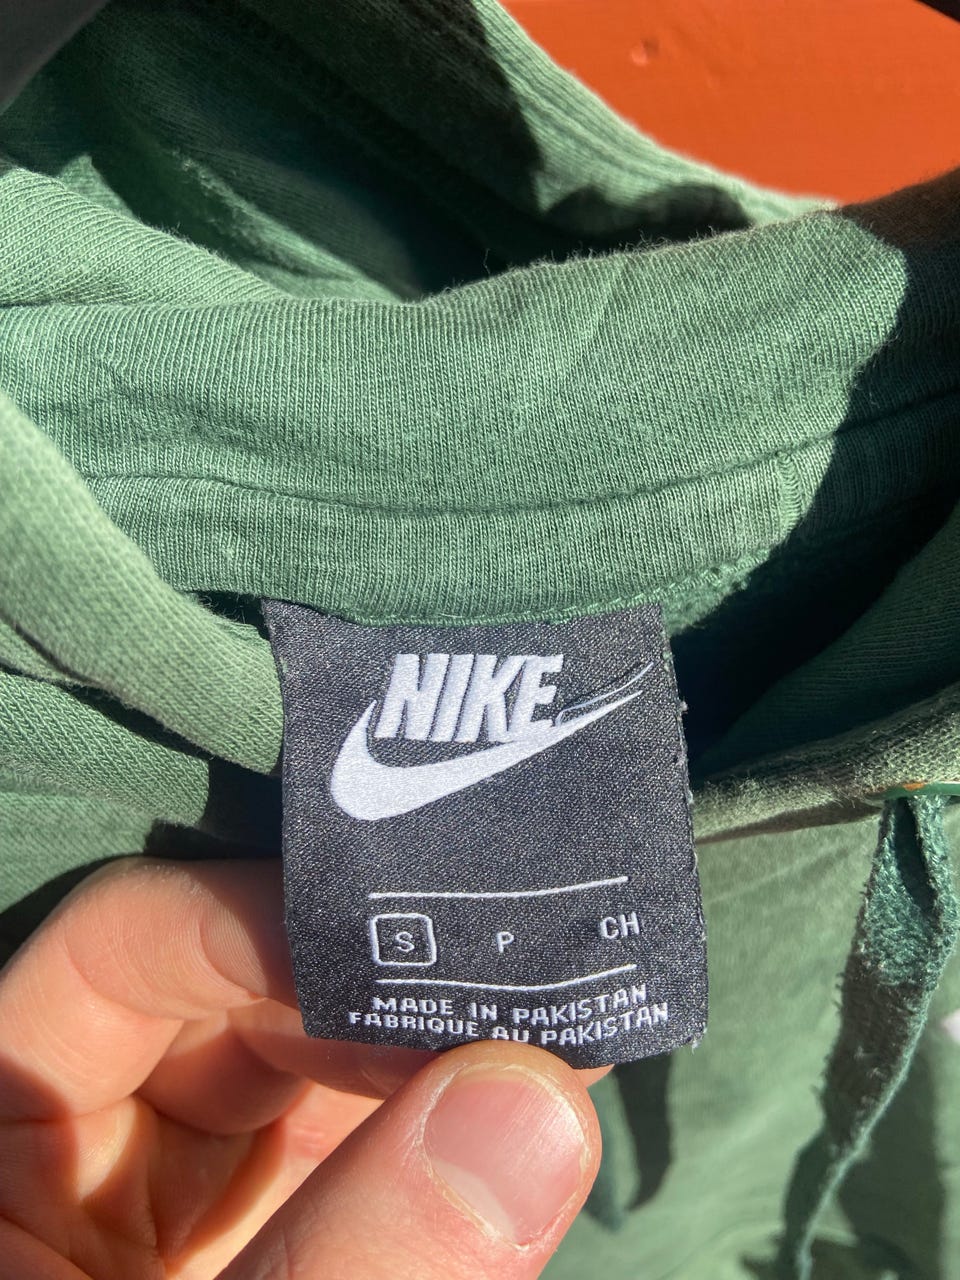 NIKE
S P CH
MADE IN PAKISTAN
FABRIQUE AU PAKISTAN